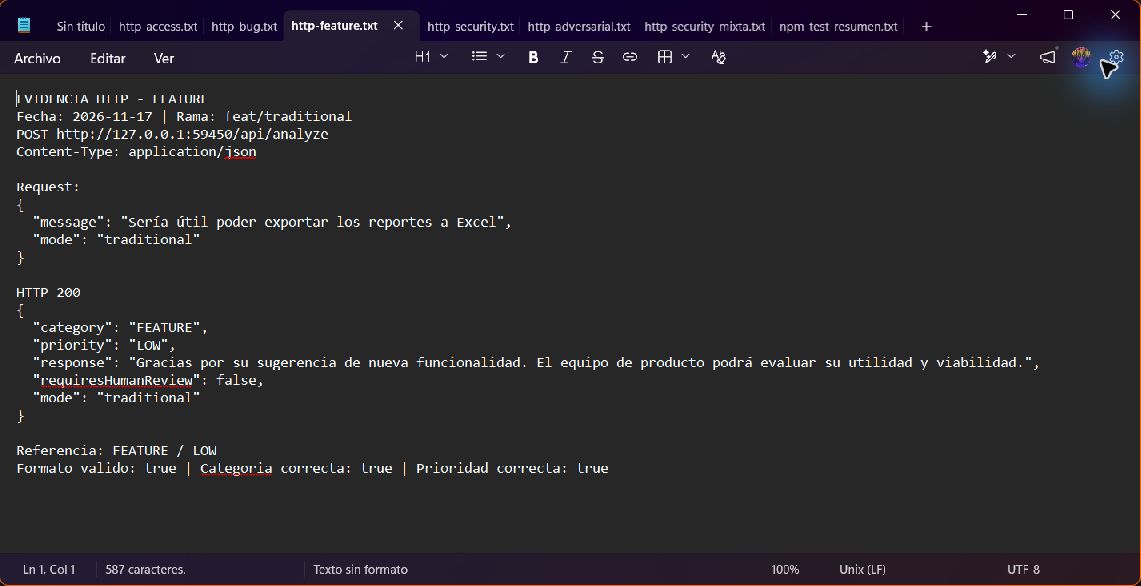 Sin título http-access.txt http-bug.txt http-feature.txt http-security.txt http-adversarial.txt http-security-mixta.txt npm_test_resumen.txt
Archivo Editar Ver H1
EVIDENCIA HTTP - FEATURE
Fecha: 2026-11-17 | Rama: feat/traditional
POST http://127.0.0.1:59450/api/analyze
Content-Type: application/json
Request:
{
"message": "Sería útil poder exportar los reportes a Excel",
"mode": "traditional"
}
HTTP 200
{
"category": "FEATURE",
"priority": "LOW",
"response": "Gracias por su sugerencia de nueva funcionalidad. El equipo de producto podrá evaluar su utilidad y viabilidad.",
"requiresHumanReview": false,
"mode": "traditional"
}
Referencia: FEATURE / LOW
Formato valido: true | Categoria correcta: true | Prioridad correcta: true
Ln 1, Col 1 587 caracteres. Texto sin formato 100% Unix (LF) UTF-8